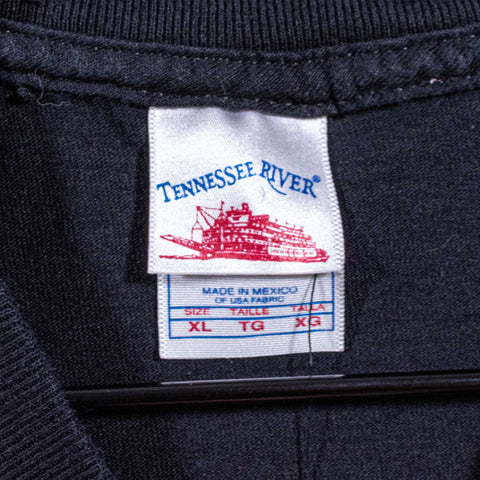 TENNESSEE RIVER®
MADE IN MEXICO
OF USA FABRIC
SIZE TAILLE TALLA
XL TG XG